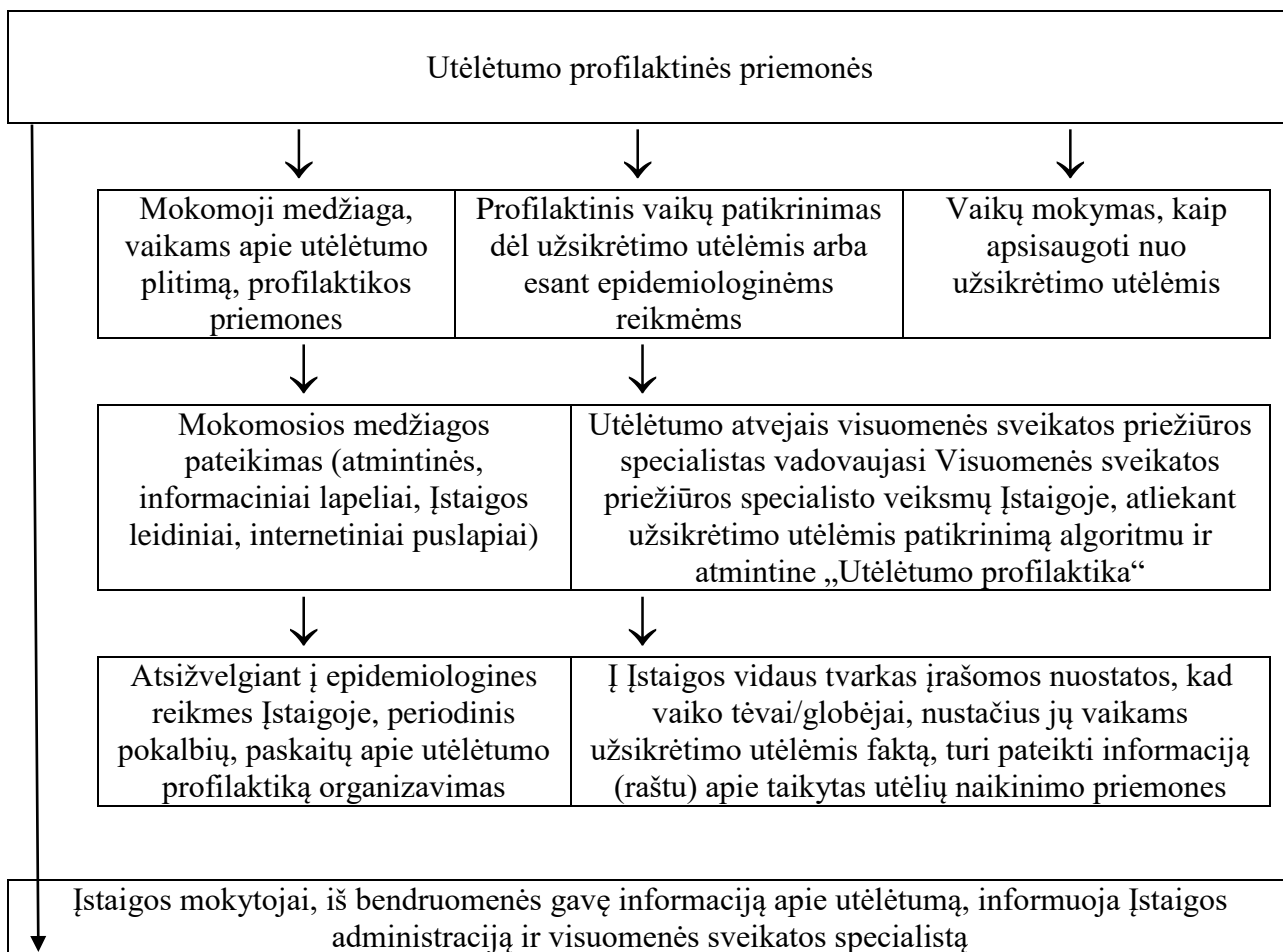 Utėlėtumo profilaktinės priemonės
Mokomoji medžiaga,
vaikams apie utėlėtumo
plitimą, profilaktikos
priemones
Profilaktinis vaikų patikrinimas
dėl užsikrėtimo utėlėmis arba
esant epidemiologinėms
reikmėms
Vaikų mokymas, kaip
apsisaugoti nuo
užsikrėtimo utėlėmis
Mokomosios medžiagos
pateikimas (atmintinės,
informaciniai lapeliai, Įstaigos
leidiniai, internetiniai puslapiai)
Utėlėtumo atvejais visuomenės sveikatos priežiūros
specialistas vadovaujasi Visuomenės sveikatos
priežiūros specialisto veiksmų Įstaigoje, atliekant
užsikrėtimo utėlėmis patikrinimą algoritmu ir
atmintine „Utėlėtumo profilaktika“
Atsižvelgiant į epidemiologines
reikmes Įstaigoje, periodinis
pokalbių, paskaitų apie utėlėtumo
profilaktiką organizavimas
Į Įstaigos vidaus tvarkas įrašomos nuostatos, kad
vaiko tėvai/globėjai, nustačius jų vaikams
užsikrėtimo utėlėmis faktą, turi pateikti informaciją
(raštu) apie taikytas utėlių naikinimo priemones
Įstaigos mokytojai, iš bendruomenės gavę informaciją apie utėlėtumą, informuoja Įstaigos
administraciją ir visuomenės sveikatos specialistą